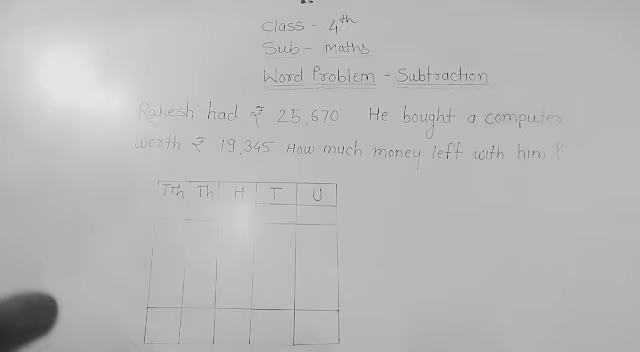 Class - 4th
Sub - maths
Word Problem - Subtraction
Rakesh had ₹ 25,670 He bought a computer
worth ₹ 19,345 How much money left with him ?
TTh Th H T U